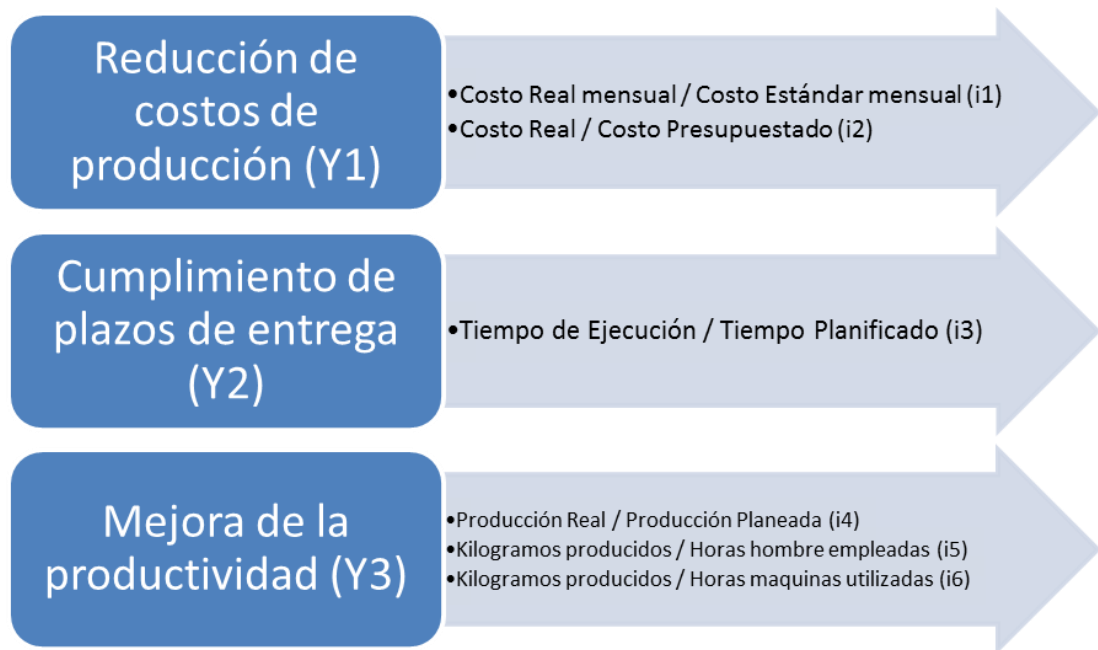 Reducción de
costos de
producción (Y1)
•Costo Real mensual / Costo Estándar mensual (i1)
•Costo Real / Costo Presupuestado (i2)
Cumplimiento de
plazos de entrega
(Y2)
•Tiempo de Ejecución / Tiempo Planificado (i3)
Mejora de la
productividad (Y3)
•Producción Real / Producción Planeada (i4)
•Kilogramos producidos / Horas hombre empleadas (i5)
•Kilogramos producidos / Horas maquinas utilizadas (i6)